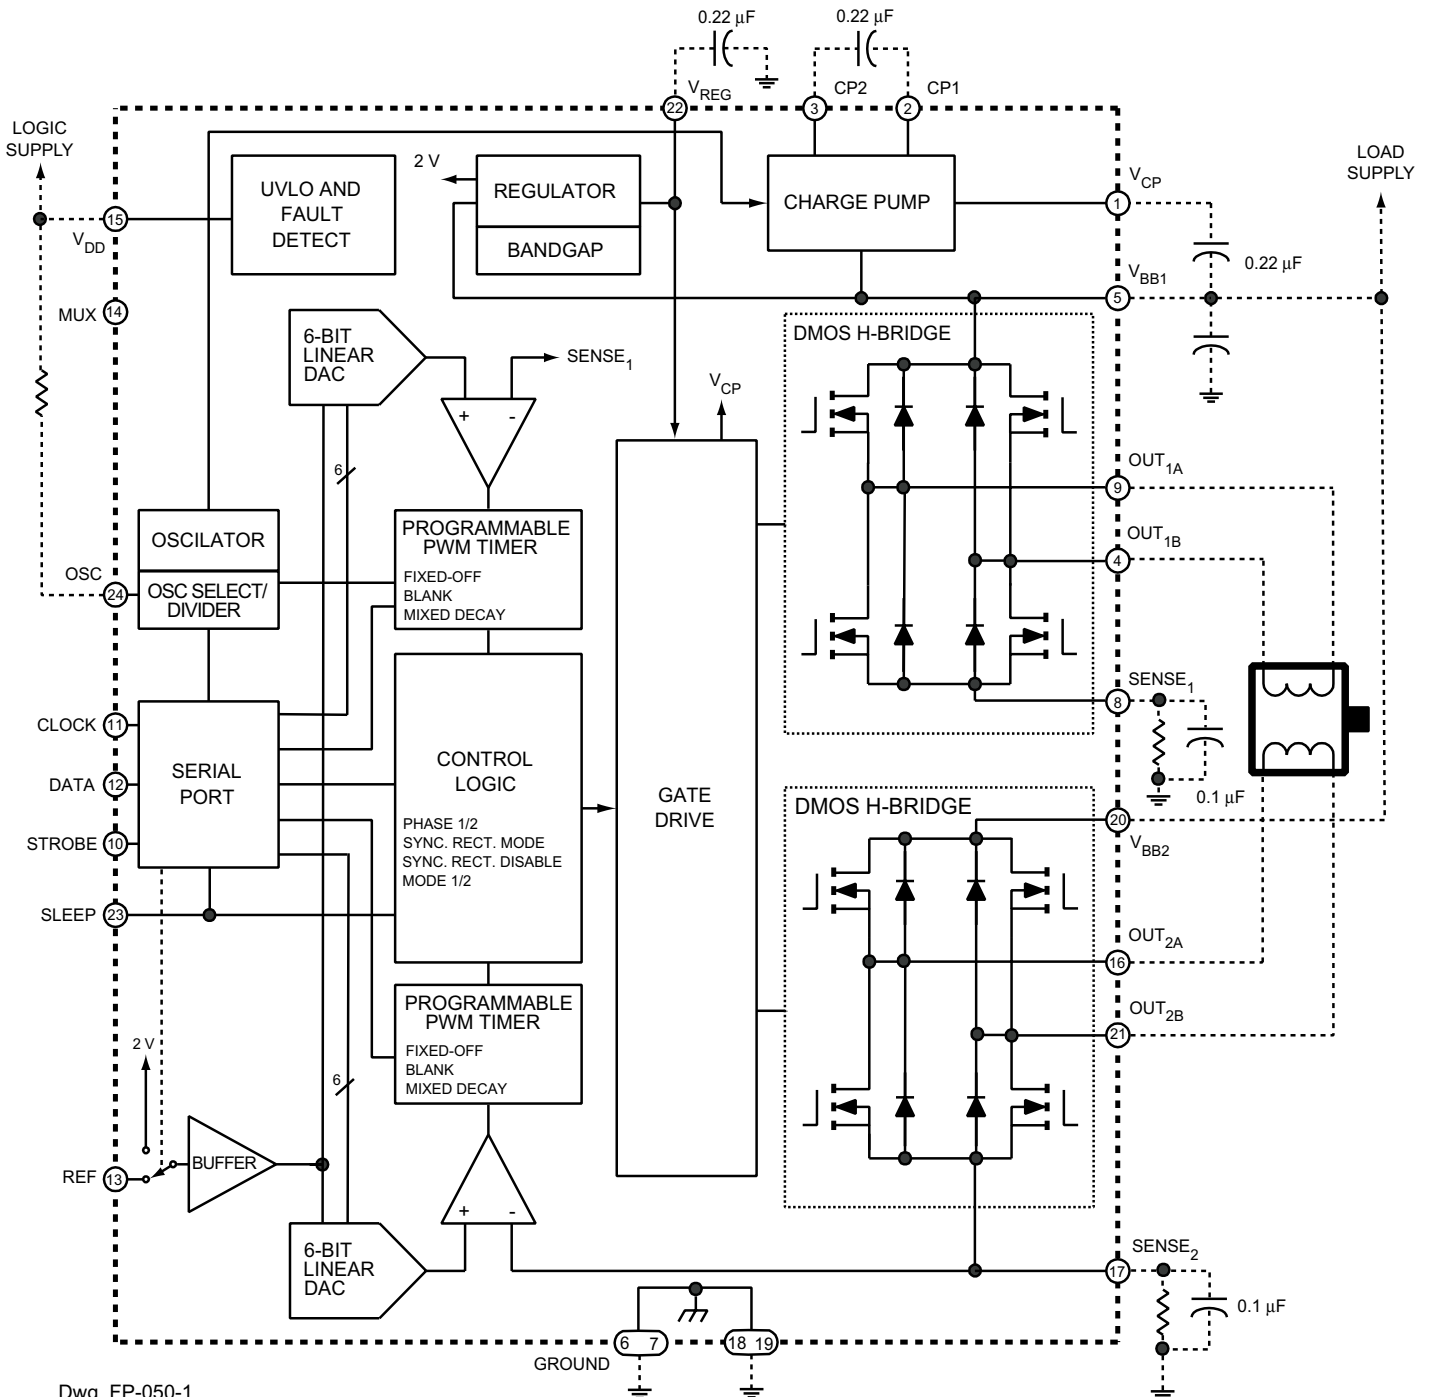 0.22 µF
0.22 µF
VREG
22
CP2
3
2
CP1
LOGIC
SUPPLY
LOAD
SUPPLY
2 V
UVLO AND
FAULT
DETECT
REGULATOR
BANDGAP
CHARGE PUMP
VCP
1
15
VDD
0.22 µF
VBB1
5
MUX
14
6-BIT
LINEAR
DAC
SENSE1
+
-
DMOS H-BRIDGE
VCP
6
OUT1A
9
OUT1B
4
OSCILATOR
OSC
24
OSC SELECT/
DIVIDER
PROGRAMMABLE
PWM TIMER
FIXED-OFF
BLANK
MIXED DECAY
SENSE1
8
0.1 µF
CLOCK
11
DATA
12
STROBE
10
SLEEP
23
SERIAL
PORT
CONTROL
LOGIC
PHASE 1/2
SYNC. RECT. MODE
SYNC. RECT. DISABLE
MODE 1/2
GATE
DRIVE
DMOS H-BRIDGE
20
VBB2
OUT2A
16
OUT2B
21
PROGRAMMABLE
PWM TIMER
FIXED-OFF
BLANK
MIXED DECAY
2 V
6
REF
13
BUFFER
+
-
6-BIT
LINEAR
DAC
SENSE2
17
0.1 µF
GROUND
6 7
18 19
Dwg. FP-050-1